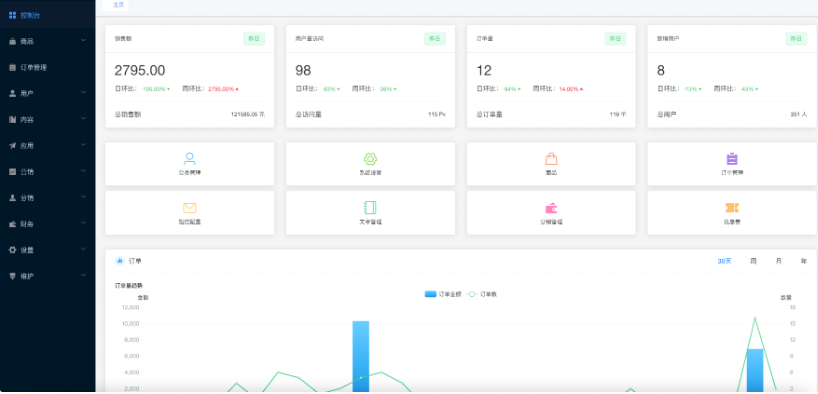 控制台
商品
订单管理
用户
内容
应用
营销
分销
财务
设置
维护
主页
销售额 昨日
2795.00
日环比: -100.00% 周环比: 2795.00%
总销售额 121585.05 元
用户量访问 昨日
98
日环比: -83% 周环比: 36%
总访问量 115 Pv
订单量 昨日
12
日环比: -94% 周环比: 14.00%
总订单量 116 单
新增用户 昨日
8
日环比: -13% 周环比: -43%
总用户 351 人
会员管理
系统设置
商品
订单管理
短信配置
文章管理
分销管理
优惠券
订单
30天 周 月 年
订单量趋势
订单金额 订单数
金额 数量
12,000 18
10,000 15
8,000 12
6,000 9
4,000 6
2,000 3